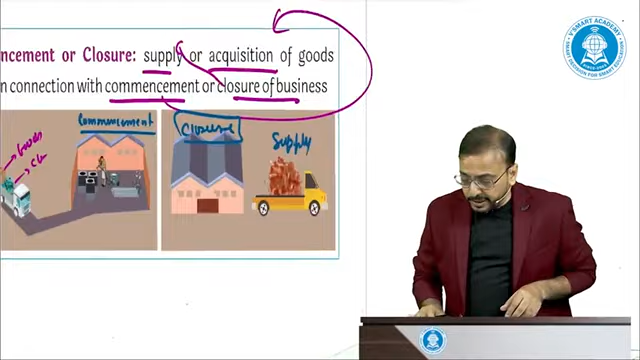 ncement or Closure: supply or acquisition of goods
n connection with commencement or closure of business
Commencement
Closure
Supply
Goods
V'SMART ACADEMY